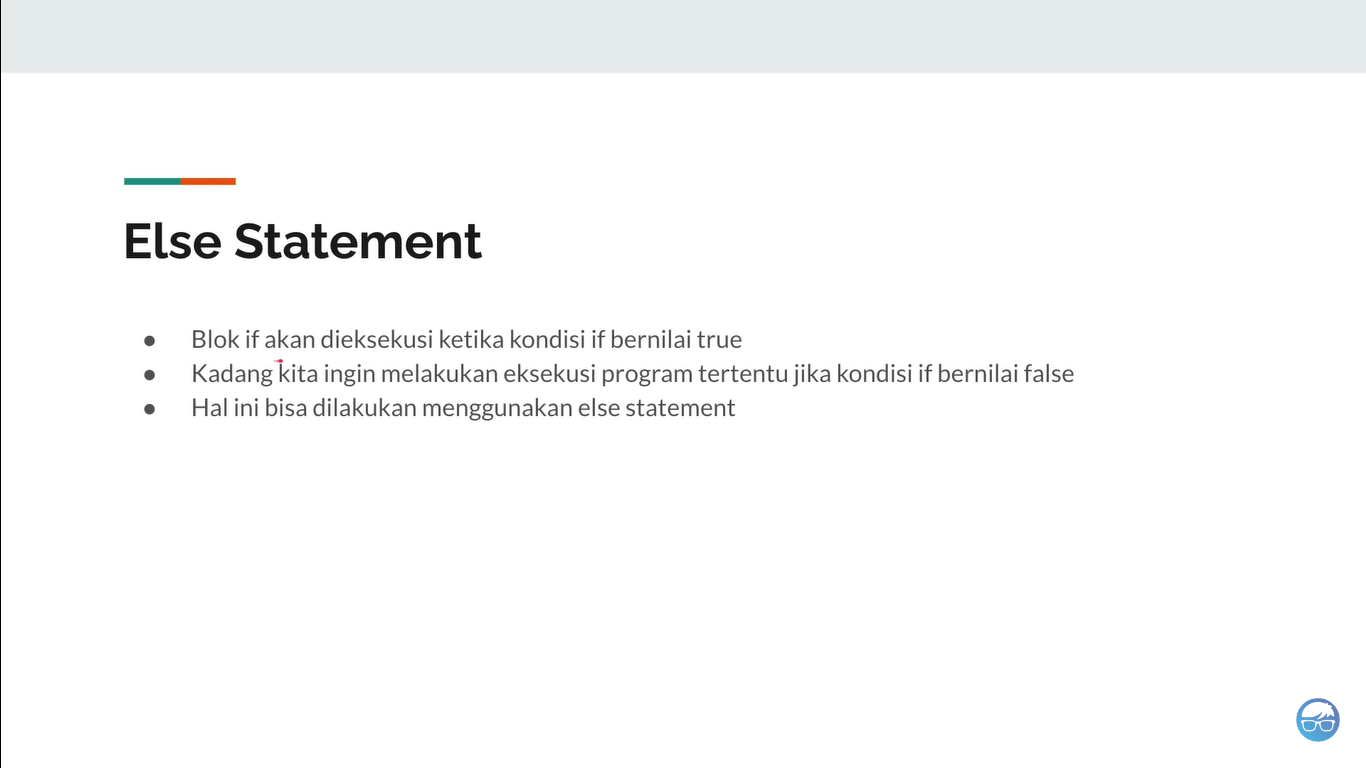 Else Statement
● Blok if akan dieksekusi ketika kondisi if bernilai true
● Kadang kita ingin melakukan eksekusi program tertentu jika kondisi if bernilai false
● Hal ini bisa dilakukan menggunakan else statement